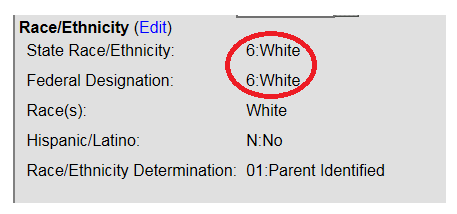 Race/Ethnicity (Edit)
State Race/Ethnicity: 6:White
Federal Designation: 6:White
Race(s): White
Hispanic/Latino: N:No
Race/Ethnicity Determination: 01:Parent Identified